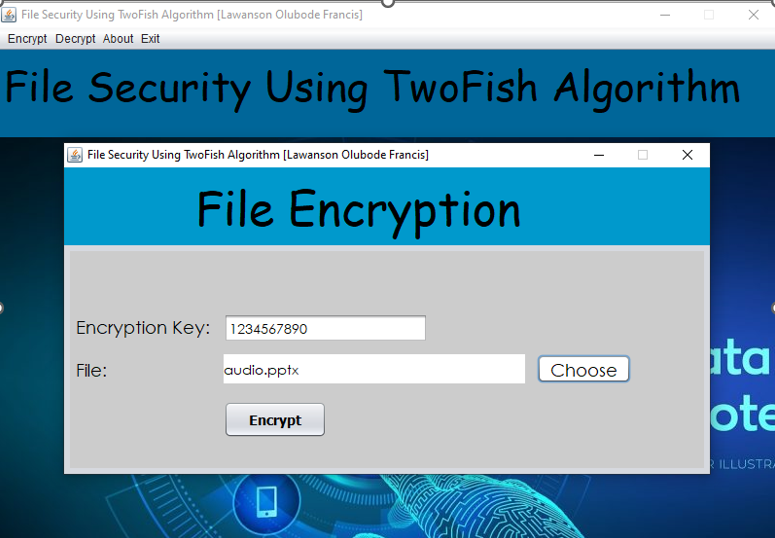 File Security Using TwoFish Algorithm [Lawanson Olubode Francis]
Encrypt Decrypt About Exit
File Security Using TwoFish Algorithm
File Security Using TwoFish Algorithm [Lawanson Olubode Francis]
File Encryption
Encryption Key: 1234567890
File: audio.pptx Choose
Encrypt
ata
ote
R ILLUSTRA